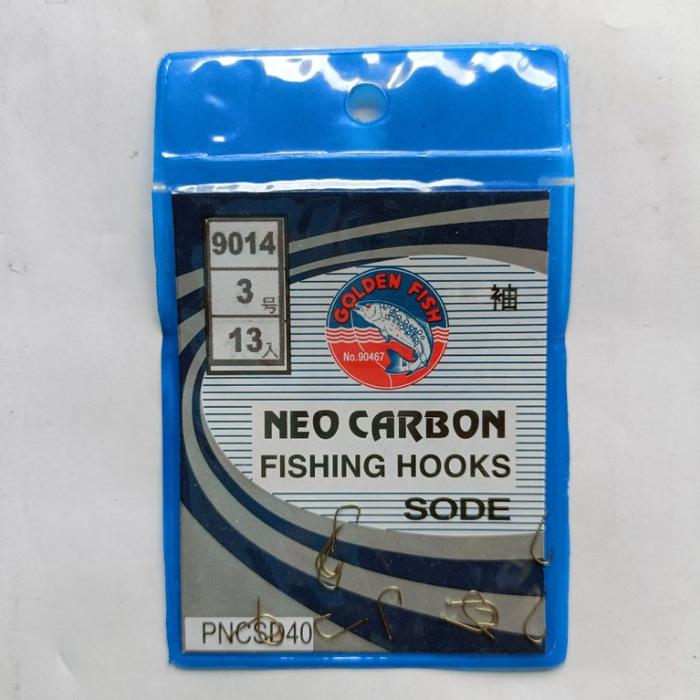 9014
3号
13入
GOLDEN FISH
No.90467
袖
NEO CARBON
FISHING HOOKS
SODE
PNCSD40